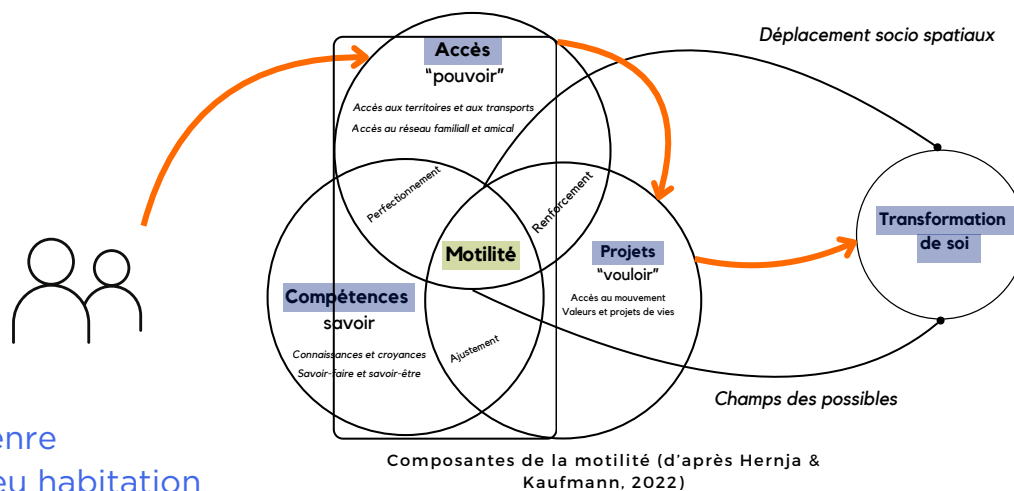 Déplacement socio spatiaux
Accès
"pouvoir"
Accès aux territoires et aux transports
Accès au réseau familiall et amical
Perfectionnement
Renforcement
Motilité
Projets
"vouloir"
Accès au mouvement
Valeurs et projets de vies
Transformation
de soi
Compétences
savoir
Connaissances et croyances
Savoir-faire et savoir-être
Ajustement
Champs des possibles
enre
eu habitation
Composantes de la motilité (d'après Hernja &
Kaufmann, 2022)